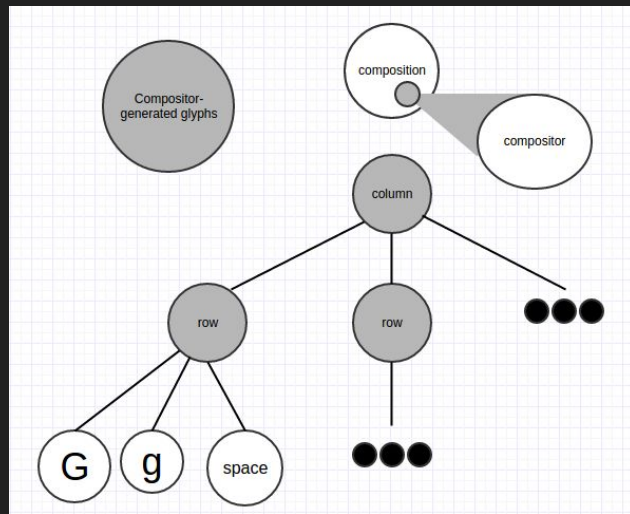 Compositor-
generated glyphs
composition
compositor
column
row
row
G
g
space